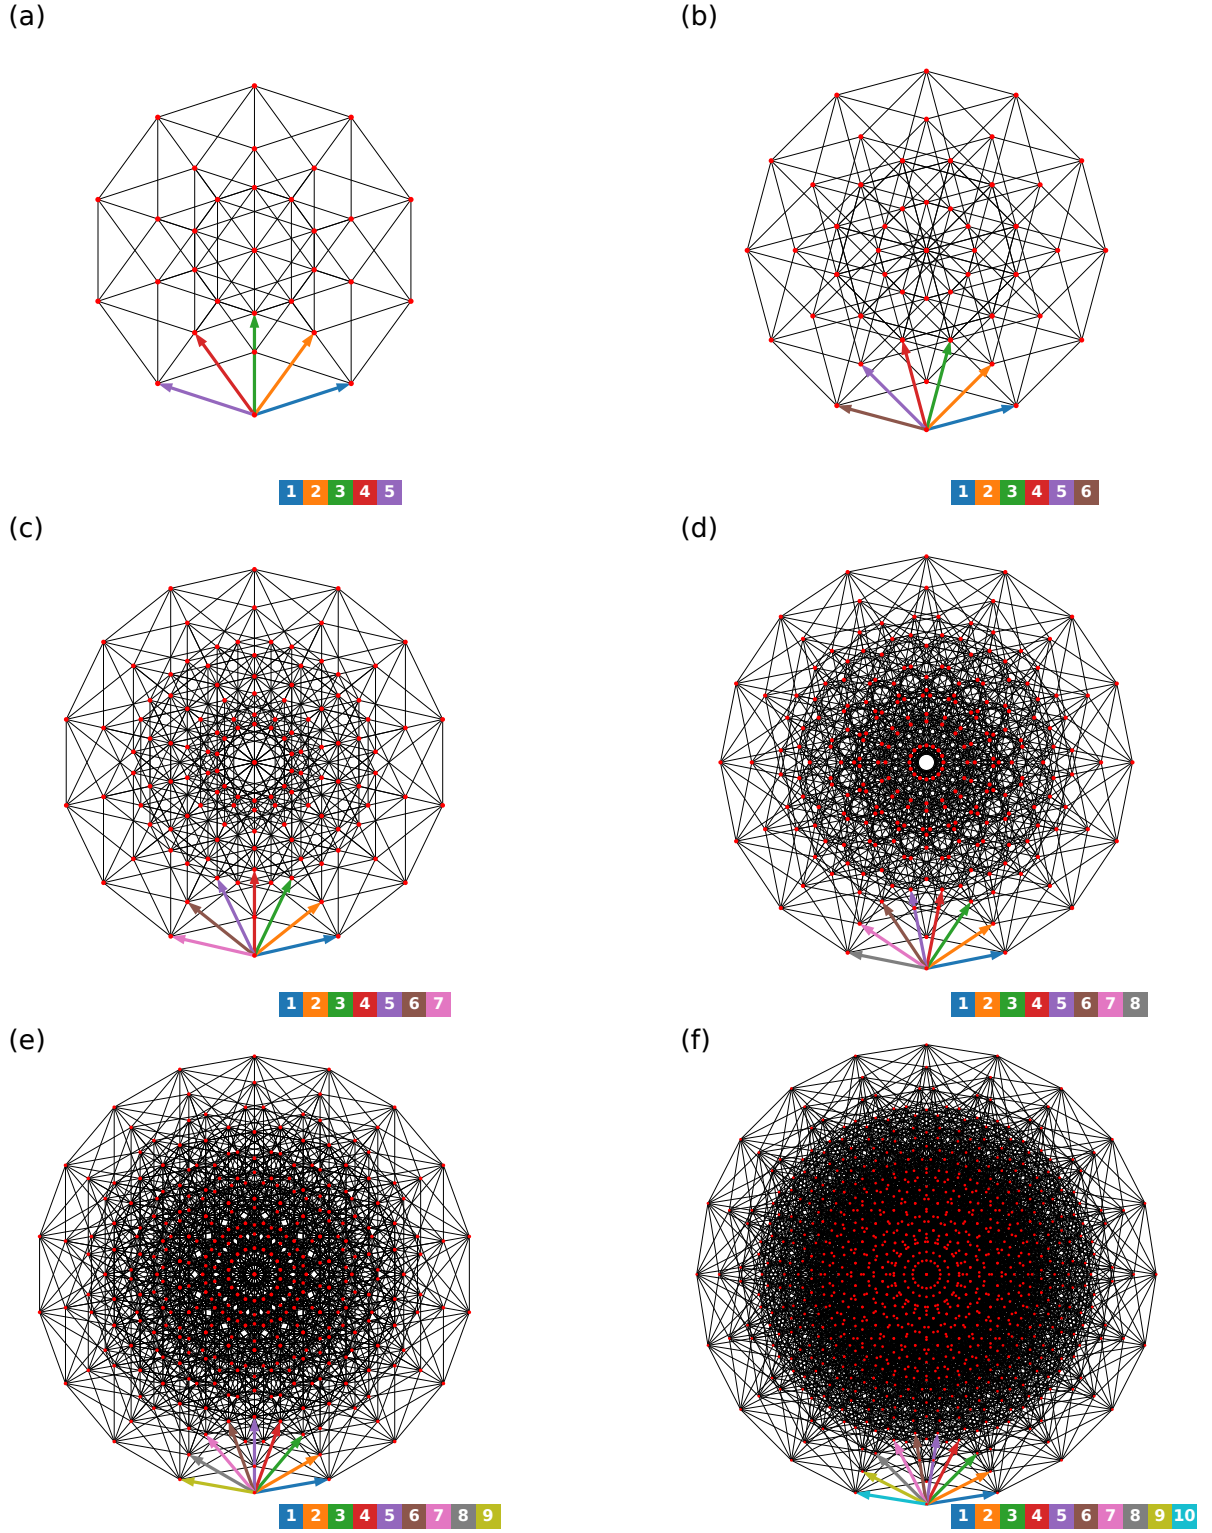 (a)
(b)
1 2 3 4 5
1 2 3 4 5 6
(c)
(d)
1 2 3 4 5 6 7
1 2 3 4 5 6 7 8
(e)
(f)
1 2 3 4 5 6 7 8 9
1 2 3 4 5 6 7 8 9 10